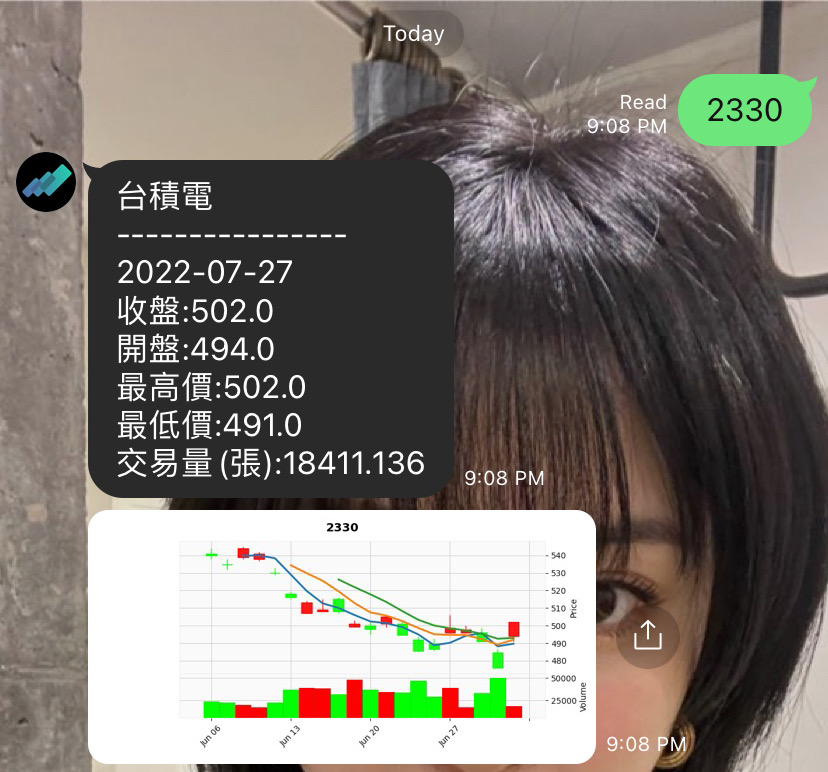 Today
2330
Read
9:08 PM
台積電
----------------
2022-07-27
收盤:502.0
開盤:494.0
最高價:502.0
最低價:491.0
交易量(張):18411.136
9:08 PM
2330
540
530
520
510
500
490
480
Price
50000
25000
Volume
Jun 06
Jun 13
Jun 20
Jun 27
9:08 PM